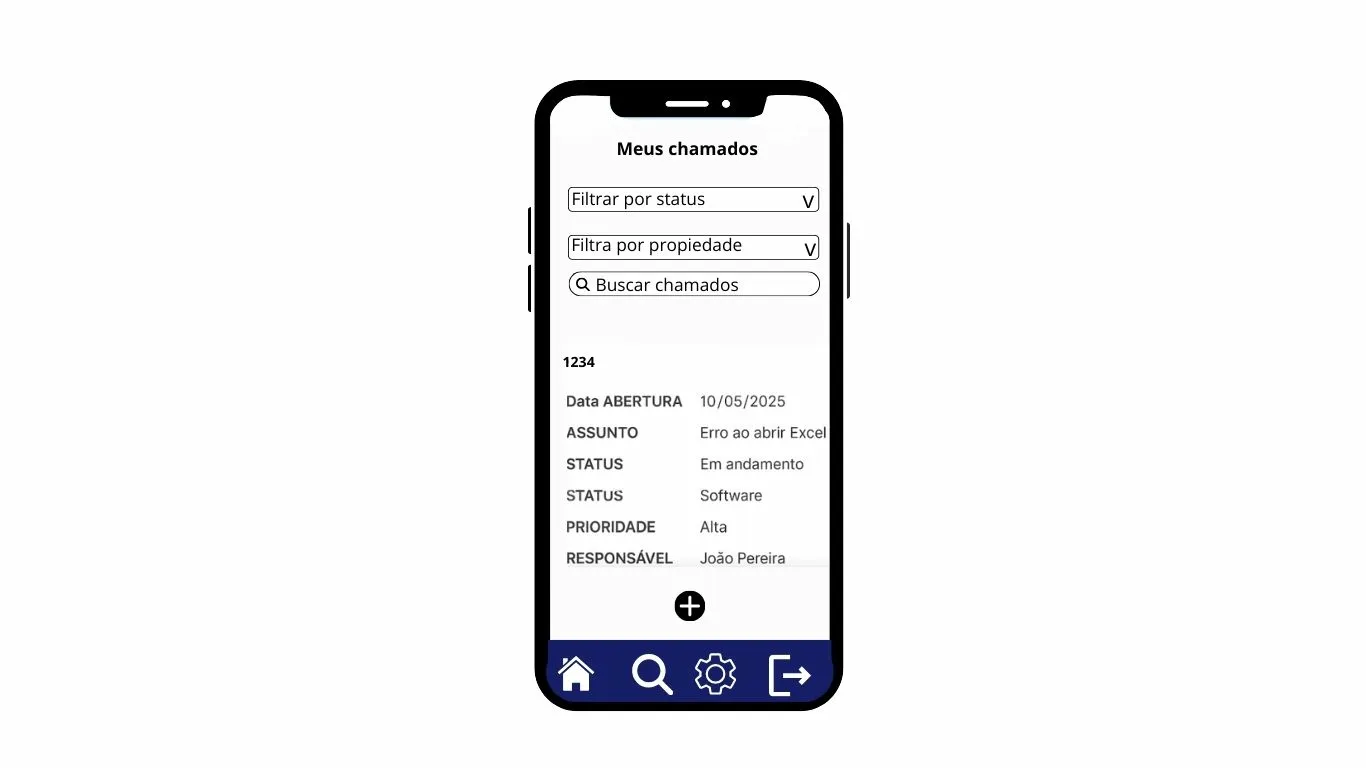 Meus chamados
Filtrar por status V
Filtra por propiedade V
Buscar chamados
1234
Data ABERTURA 10/05/2025
ASSUNTO Erro ao abrir Excel
STATUS Em andamento
STATUS Software
PRIORIDADE Alta
RESPONSÁVEL João Pereira